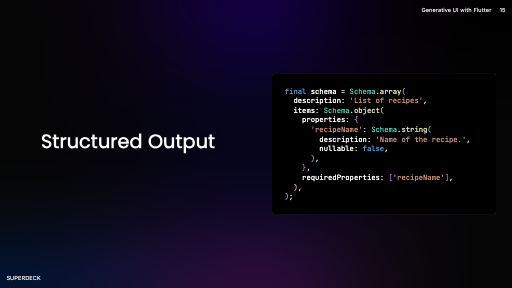 Generative UI with Flutter 15
Structured Output
final schema = Schema.array(
  description: 'List of recipes',
  items: Schema.object(
    properties: {
      'recipeName': Schema.string(
        description: 'Name of the recipe.',
        nullable: false,
      ),
    },
    requiredProperties: ['recipeName'],
  ),
);
SUPERDECK